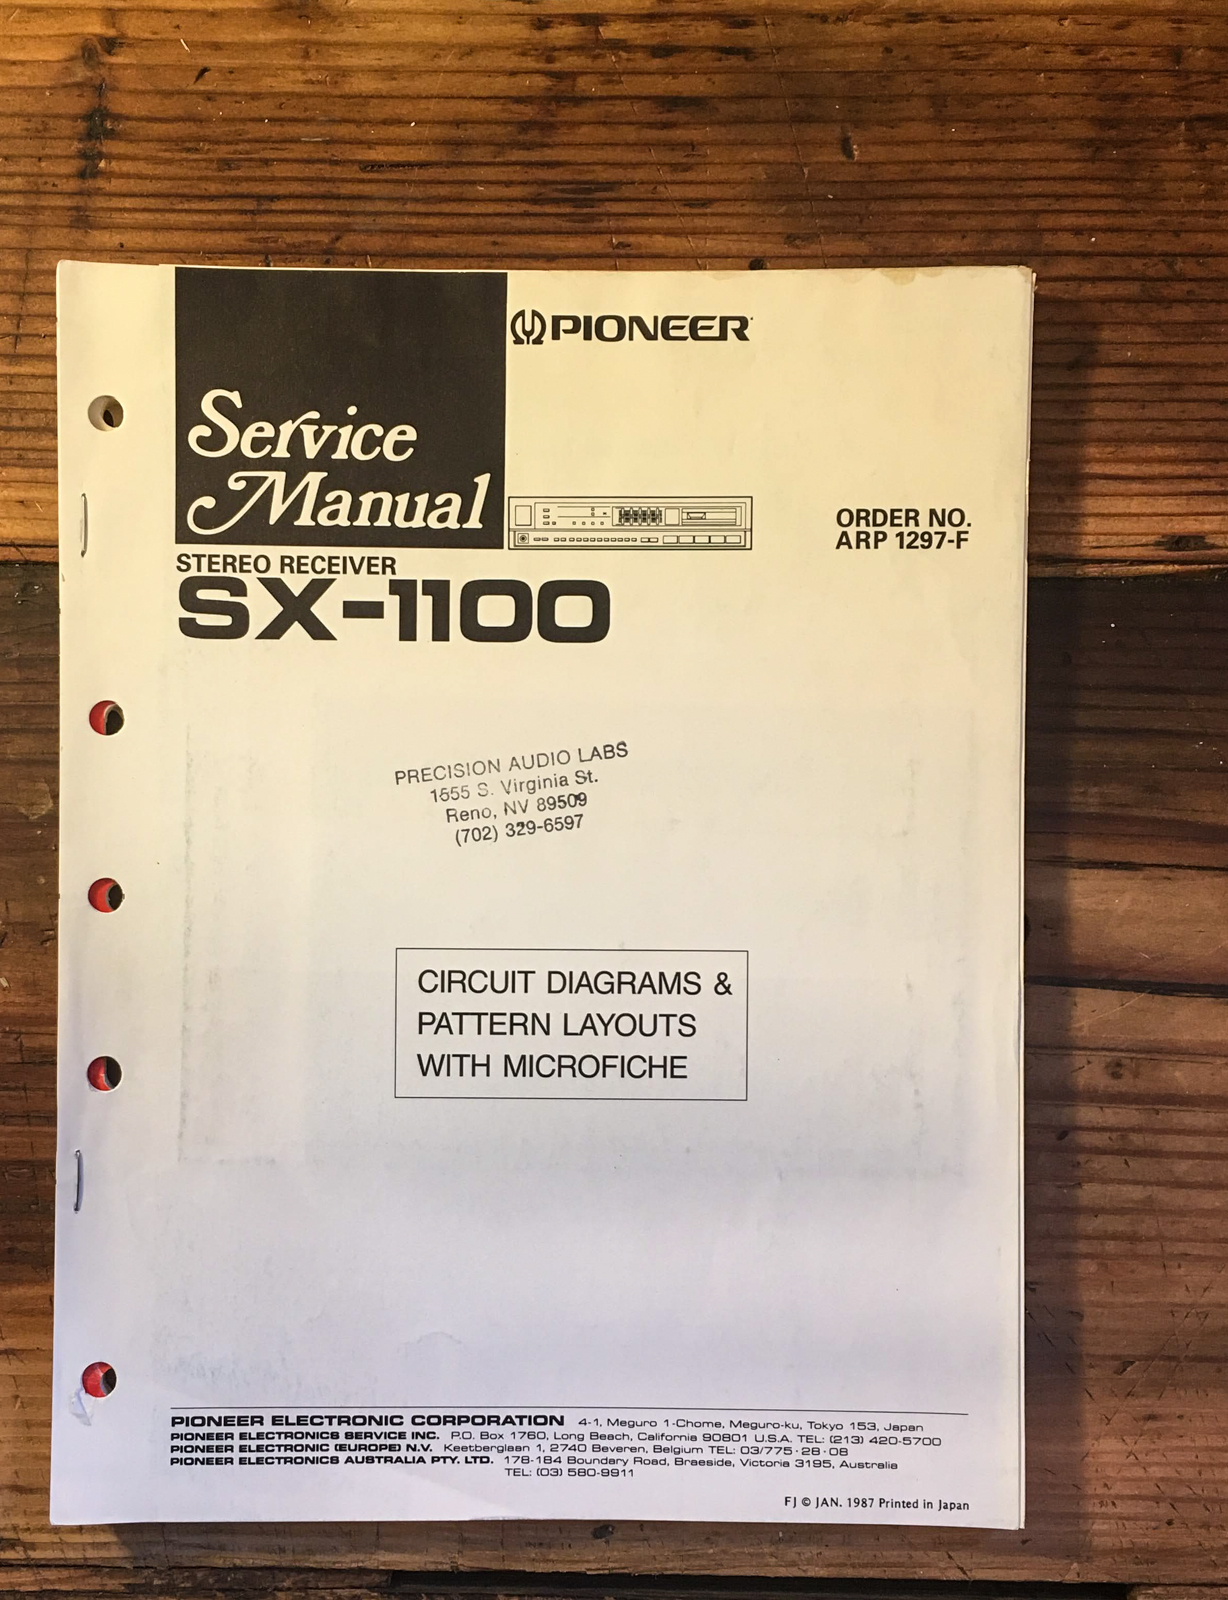 PIONEER
Service
Manual
ORDER NO.
ARP 1297-F
STEREO RECEIVER
SX-1100
PRECISION AUDIO LABS
1555 S. Virginia St.
Reno, NV 89509
(702) 329-6597
CIRCUIT DIAGRAMS &
PATTERN LAYOUTS
WITH MICROFICHE
PIONEER ELECTRONIC CORPORATION 4-1, Meguro 1-Chome, Meguro-ku, Tokyo 153, Japan
PIONEER ELECTRONICS SERVICE INC. P.O. Box 1760, Long Beach, California 90801 U.S.A. TEL: (213) 420-5700
PIONEER ELECTRONIC (EUROPE) N.V. Keetberglaan 1, 2740 Beveren, Belgium TEL: 03/775·28·08
PIONEER ELECTRONICS AUSTRALIA PTY. LTD. 178-184 Boundary Road, Braeside, Victoria 3195, Australia
TEL: (03) 580-9911
FJ © JAN. 1987 Printed in Japan